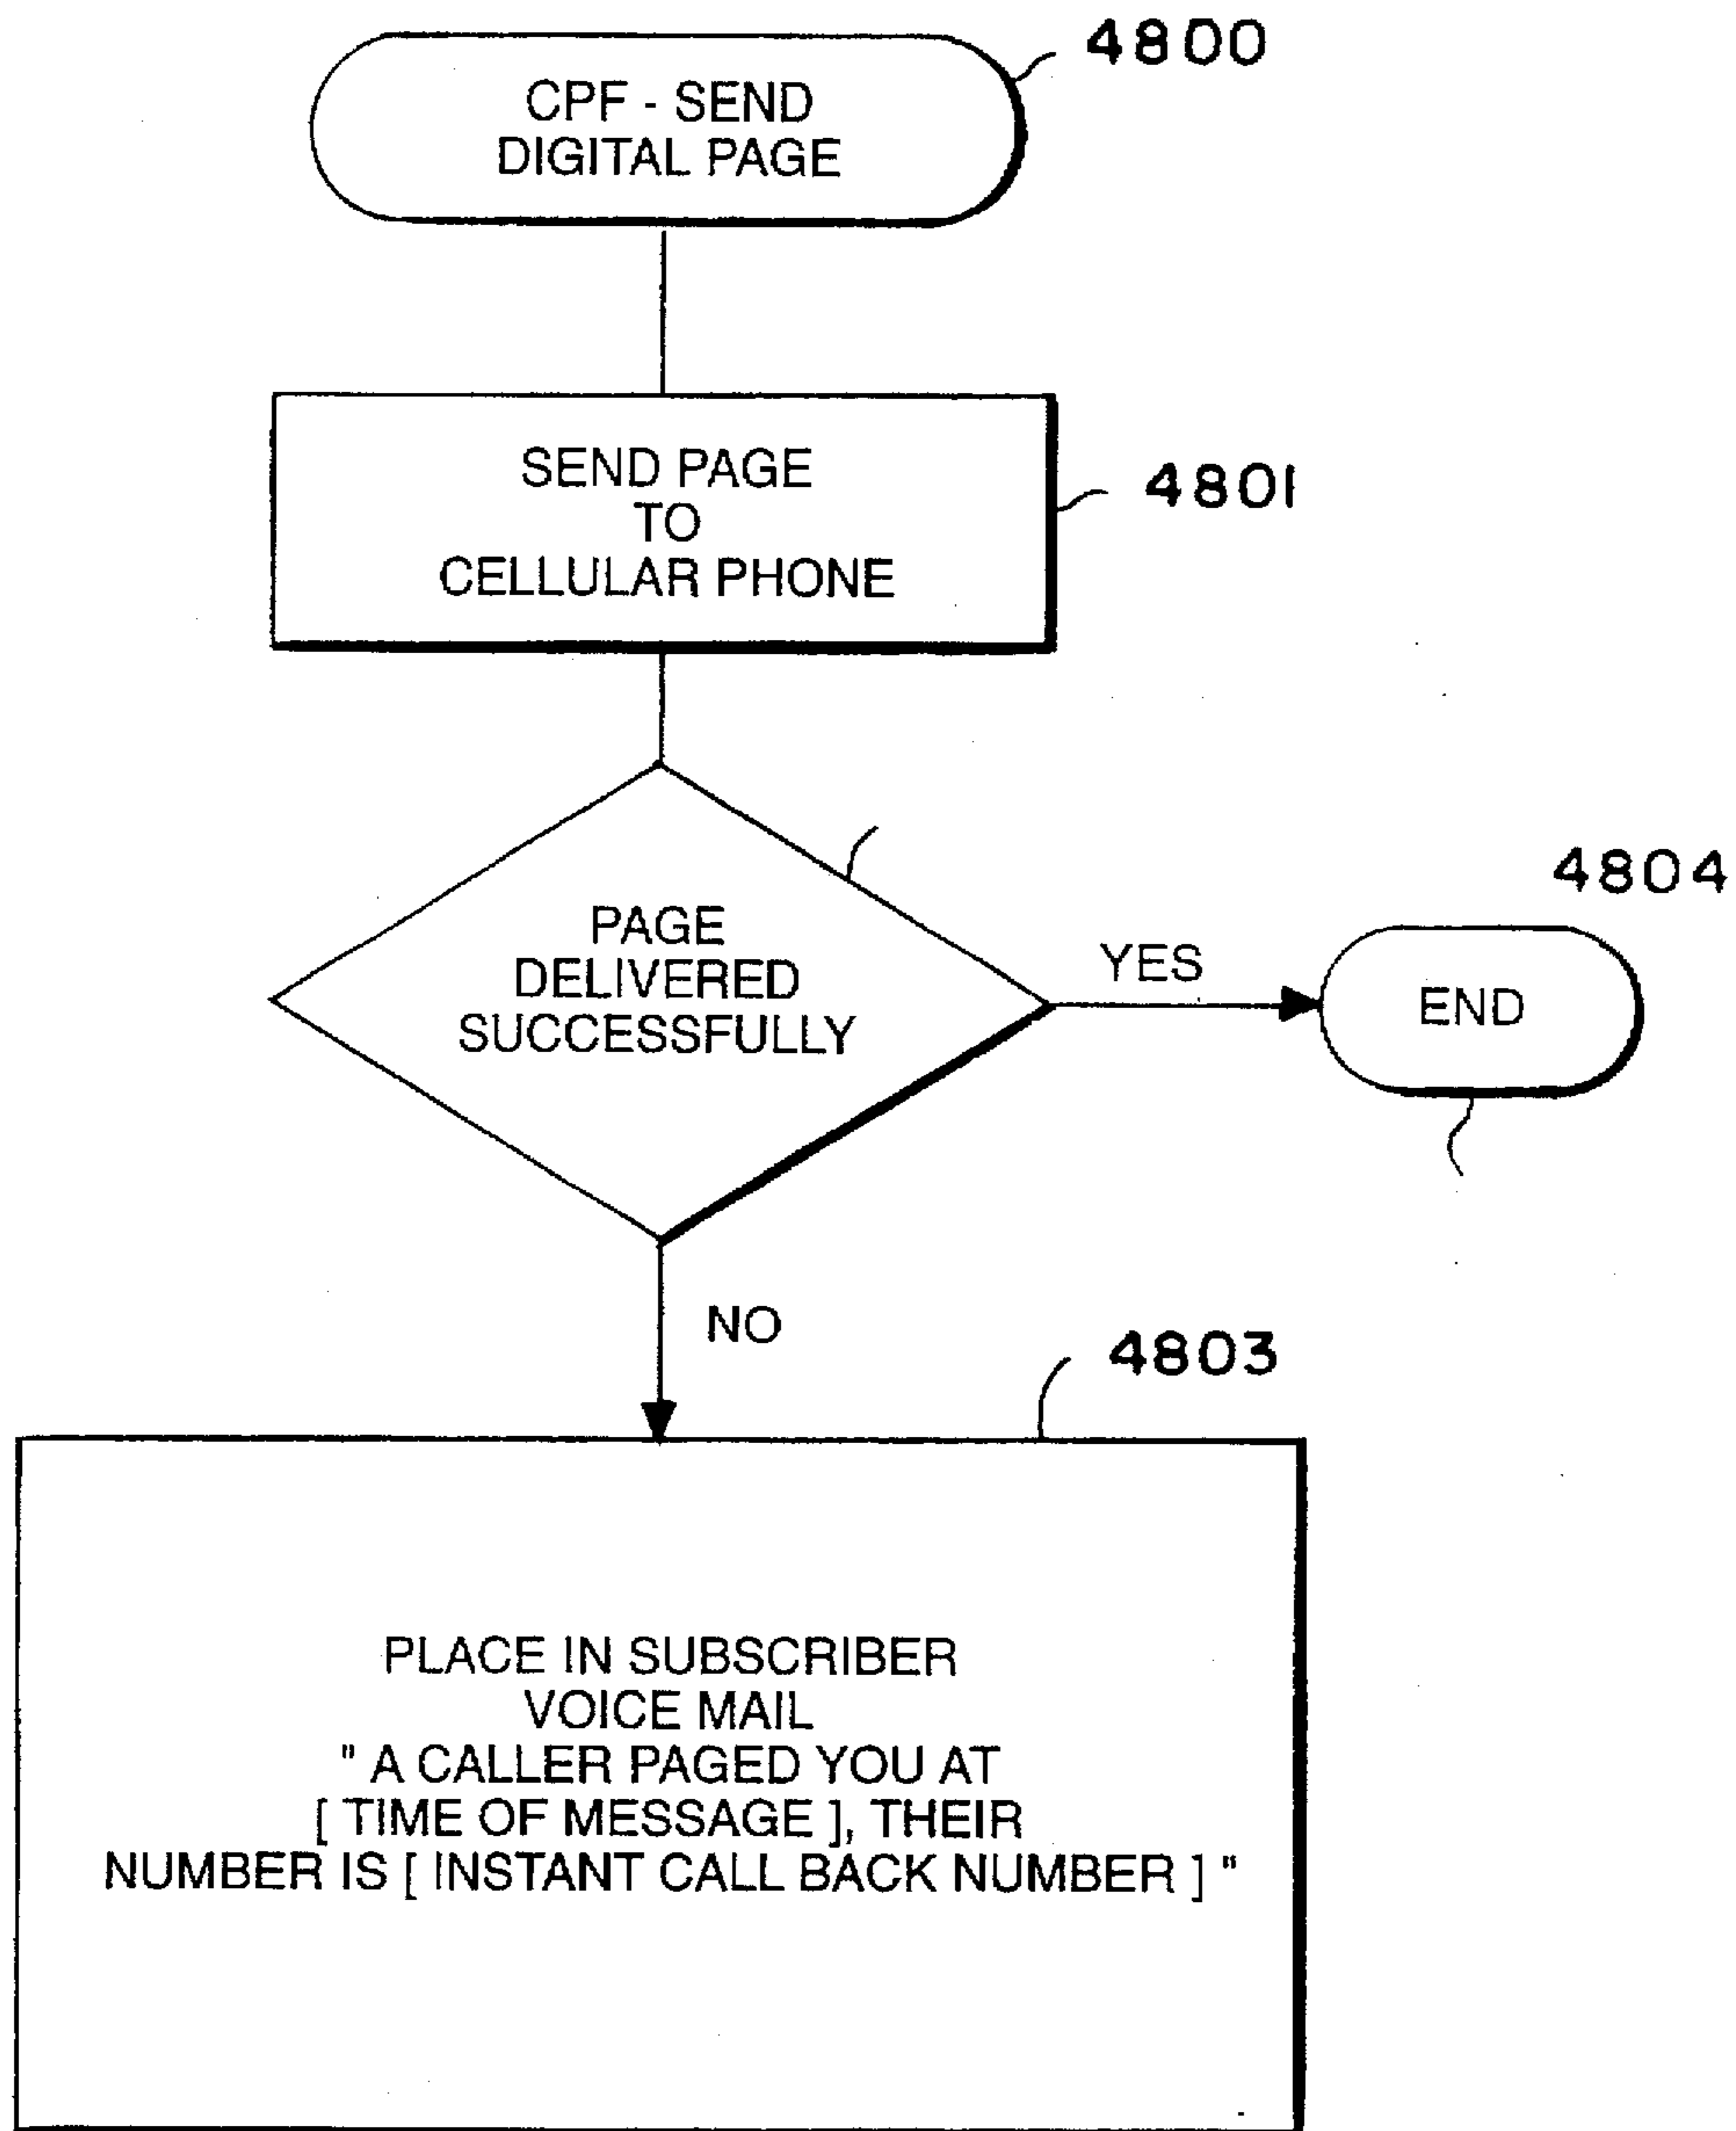 4800
CPF - SEND
DIGITAL PAGE
SEND PAGE
TO
CELLULAR PHONE
4801
PAGE
DELIVERED
SUCCESSFULLY
YES
4804
END
NO
4803
PLACE IN SUBSCRIBER
VOICE MAIL
" A CALLER PAGED YOU AT
[ TIME OF MESSAGE ], THEIR
NUMBER IS [ INSTANT CALL BACK NUMBER ] "